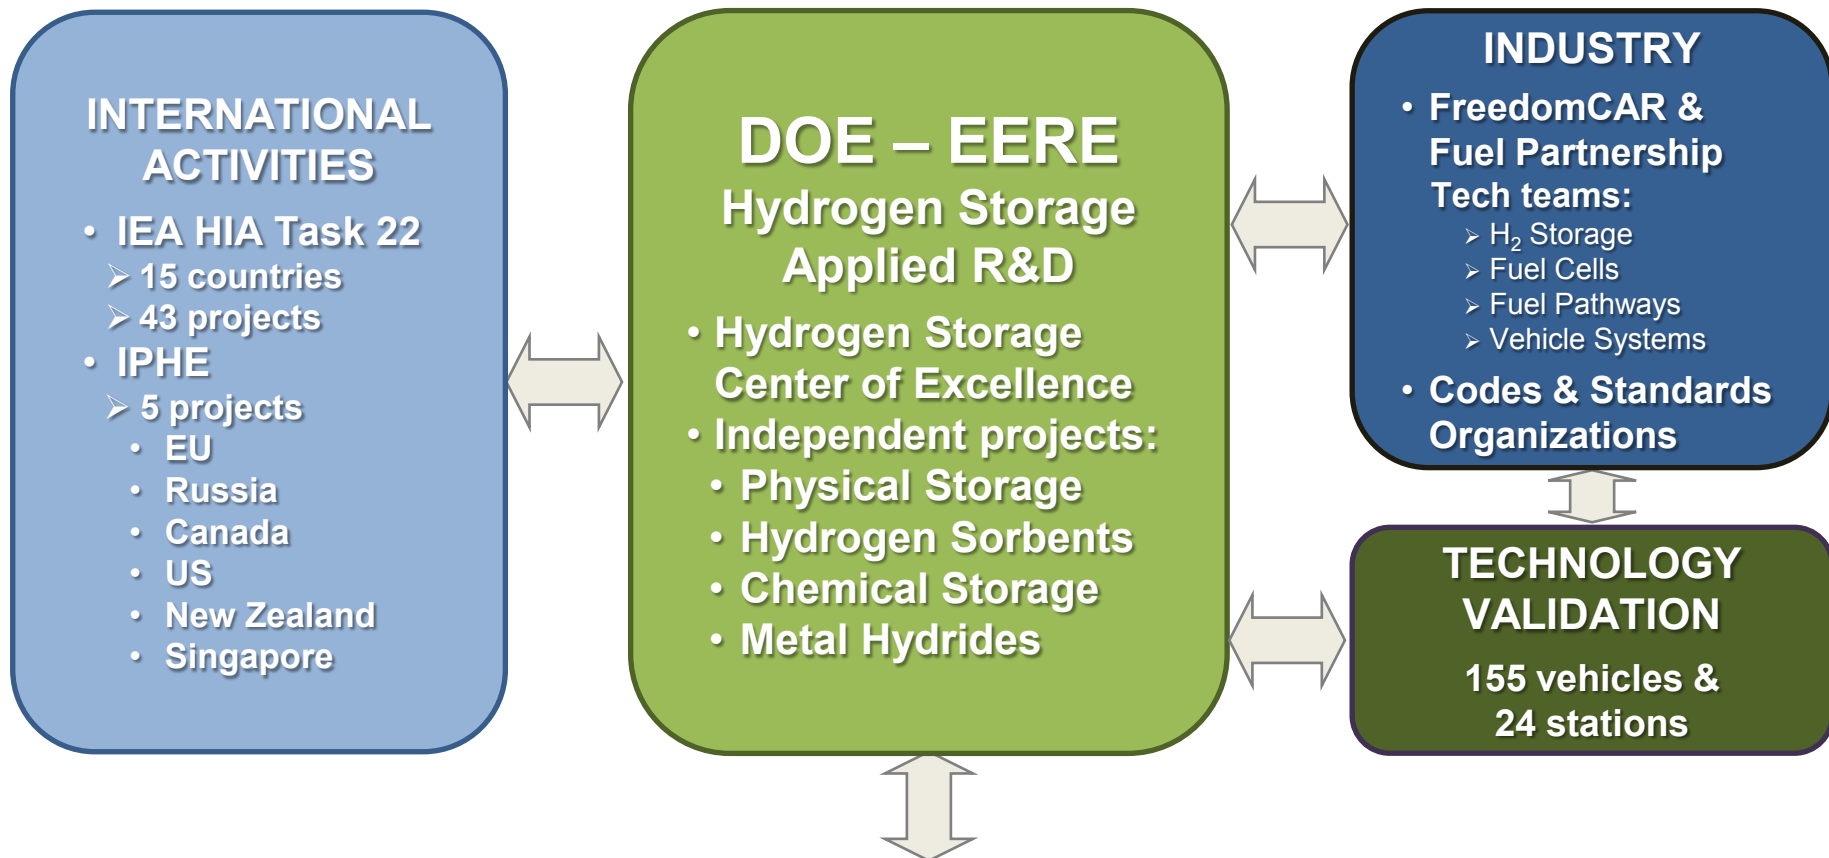 INTERNATIONAL
ACTIVITIES
• IEA HIA Task 22
➢ 15 countries
➢ 43 projects
• IPHE
➢ 5 projects
• EU
• Russia
• Canada
• US
• New Zealand
• Singapore
DOE – EERE
Hydrogen Storage
Applied R&D
• Hydrogen Storage
Center of Excellence
• Independent projects:
• Physical Storage
• Hydrogen Sorbents
• Chemical Storage
• Metal Hydrides
INDUSTRY
• FreedomCAR &
Fuel Partnership
Tech teams:
➢ H₂ Storage
➢ Fuel Cells
➢ Fuel Pathways
➢ Vehicle Systems
• Codes & Standards
Organizations
TECHNOLOGY
VALIDATION
155 vehicles &
24 stations